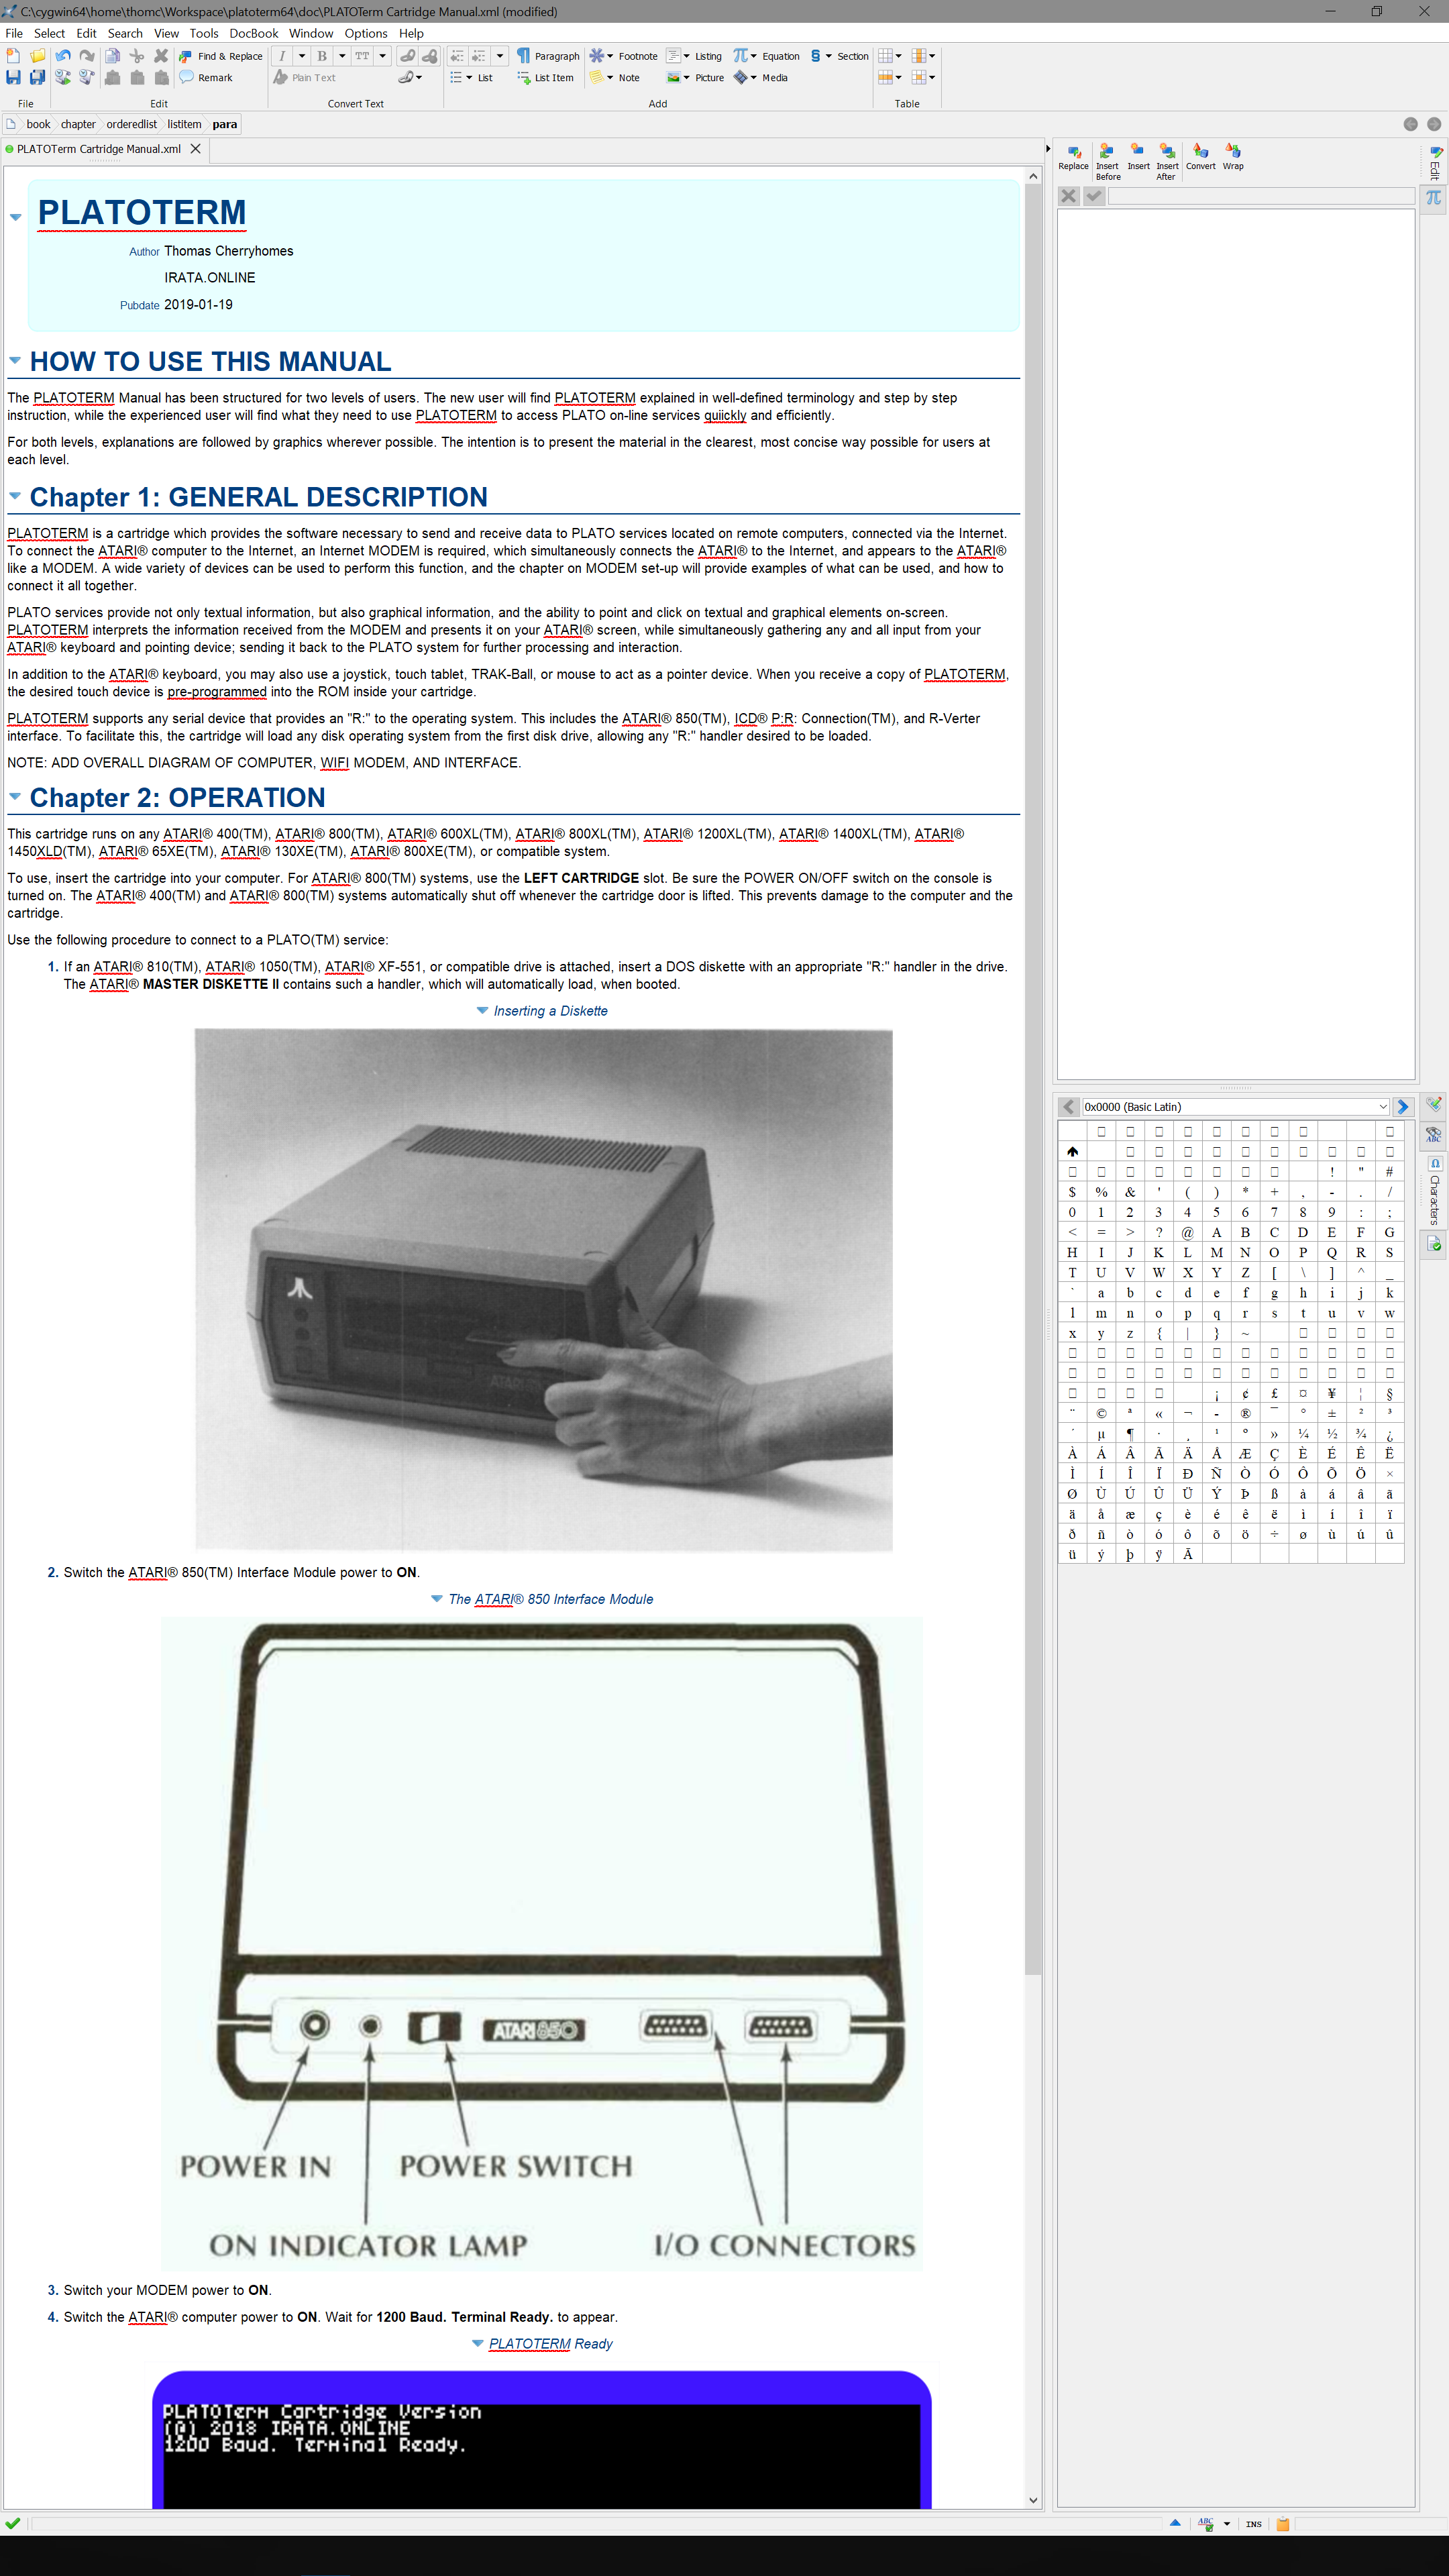 C:\cygwin64\home\thomc\Workspace\platoterm64\doc\PLATOTerm Cartridge Manual.xml (modified)
File Select Edit Search View Tools DocBook Window Options Help
Find & Replace I B TT Paragraph Footnote Listing Equation § Section
Remark Plain Text List List Item Note Picture Media
File Edit Convert Text Add Table
book chapter orderedlist listitem para
PLATOTerm Cartridge Manual.xml
Replace Insert Before Insert Insert After Convert Wrap
Edit
PLATOTERM
Author Thomas Cherryhomes
IRATA.ONLINE
Pubdate 2019-01-19
HOW TO USE THIS MANUAL
The PLATOTERM Manual has been structured for two levels of users. The new user will find PLATOTERM explained in well-defined terminology and step by step
instruction, while the experienced user will find what they need to use PLATOTERM to access PLATO on-line services quiickly and efficiently.
For both levels, explanations are followed by graphics wherever possible. The intention is to present the material in the clearest, most concise way possible for users at
each level.
Chapter 1: GENERAL DESCRIPTION
PLATOTERM is a cartridge which provides the software necessary to send and receive data to PLATO services located on remote computers, connected via the Internet.
To connect the ATARI® computer to the Internet, an Internet MODEM is required, which simultaneously connects the ATARI® to the Internet, and appears to the ATARI®
like a MODEM. A wide variety of devices can be used to perform this function, and the chapter on MODEM set-up will provide examples of what can be used, and how to
connect it all together.
PLATO services provide not only textual information, but also graphical information, and the ability to point and click on textual and graphical elements on-screen.
PLATOTERM interprets the information received from the MODEM and presents it on your ATARI® screen, while simultaneously gathering any and all input from your
ATARI® keyboard and pointing device; sending it back to the PLATO system for further processing and interaction.
In addition to the ATARI® keyboard, you may also use a joystick, touch tablet, TRAK-Ball, or mouse to act as a pointer device. When you receive a copy of PLATOTERM,
the desired touch device is pre-programmed into the ROM inside your cartridge.
PLATOTERM supports any serial device that provides an "R:" to the operating system. This includes the ATARI® 850(TM), ICD® P:R: Connection(TM), and R-Verter
interface. To facilitate this, the cartridge will load any disk operating system from the first disk drive, allowing any "R:" handler desired to be loaded.
NOTE: ADD OVERALL DIAGRAM OF COMPUTER, WIFI MODEM, AND INTERFACE.
Chapter 2: OPERATION
This cartridge runs on any ATARI® 400(TM), ATARI® 800(TM), ATARI® 600XL(TM), ATARI® 800XL(TM), ATARI® 1200XL(TM), ATARI® 1400XL(TM), ATARI®
1450XLD(TM), ATARI® 65XE(TM), ATARI® 130XE(TM), ATARI® 800XE(TM), or compatible system.
To use, insert the cartridge into your computer. For ATARI® 800(TM) systems, use the LEFT CARTRIDGE slot. Be sure the POWER ON/OFF switch on the console is
turned on. The ATARI® 400(TM) and ATARI® 800(TM) systems automatically shut off whenever the cartridge door is lifted. This prevents damage to the computer and the
cartridge.
Use the following procedure to connect to a PLATO(TM) service:
1. If an ATARI® 810(TM), ATARI® 1050(TM), ATARI® XF-551, or compatible drive is attached, insert a DOS diskette with an appropriate "R:" handler in the drive.
The ATARI® MASTER DISKETTE II contains such a handler, which will automatically load, when booted.
Inserting a Diskette
ATARI
2. Switch the ATARI® 850(TM) Interface Module power to ON.
The ATARI® 850 Interface Module
ATARI 850
POWER IN POWER SWITCH
ON INDICATOR LAMP I/O CONNECTORS
3. Switch your MODEM power to ON.
4. Switch the ATARI® computer power to ON. Wait for 1200 Baud. Terminal Ready. to appear.
PLATOTERM Ready
PLATOTerm Cartridge Version
(@) 2018 IRATA.ONLINE
1200 Baud. Terminal Ready.
0x0000 (Basic Latin)
! " #
$ % & ' ( ) * + , - . /
0 1 2 3 4 5 6 7 8 9 : ;
< = > ? @ A B C D E F G
H I J K L M N O P Q R S
T U V W X Y Z [ \ ] ^ _
` a b c d e f g h i j k
l m n o p q r s t u v w
x y z { | } ~
¡ ¢ £ ¤ ¥ ¦ §
¨ © ª « ¬ - ® ¯ ° ± ² ³
´ µ ¶ · ¸ ¹ º » ¼ ½ ¾ ¿
À Á Â Ã Ä Å Æ Ç È É Ê Ë
Ì Í Î Ï Ð Ñ Ò Ó Ô Õ Ö ×
Ø Ù Ú Û Ü Ý Þ ß à á â ã
ä å æ ç è é ê ë ì í î ï
ð ñ ò ó ô õ ö ÷ ø ù ú û
ü ý þ ÿ Ā
ABC
Characters
ABC INS